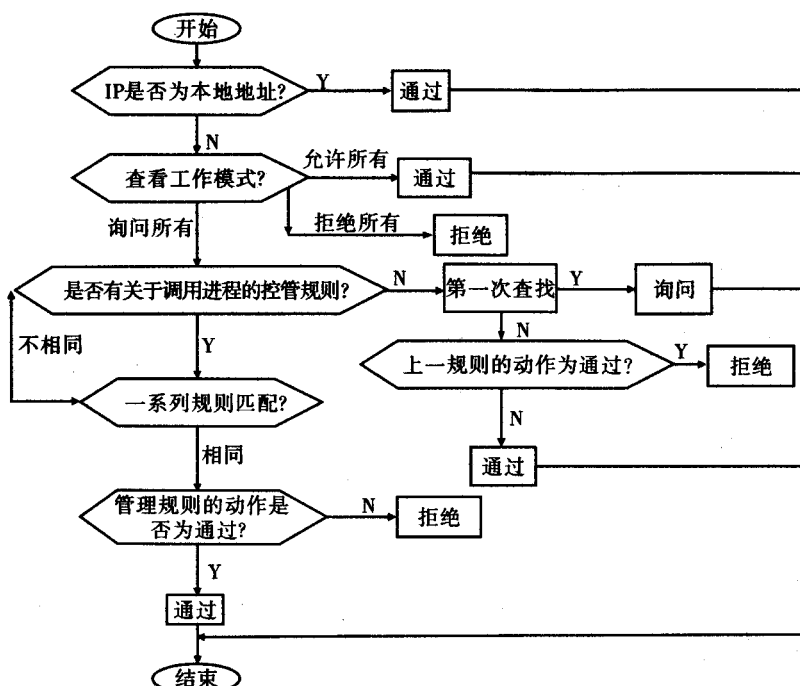 开始
IP是否为本地地址?
Y
通过
N
查看工作模式?
允许所有
通过
拒绝所有
拒绝
询问所有
是否有关于调用进程的控管规则?
N
第一次查找
Y
询问
不相同
Y
N
上一规则的动作为通过?
Y
拒绝
一系列规则匹配?
N
相同
通过
管理规则的动作是
否为通过?
N
拒绝
Y
通过
结束